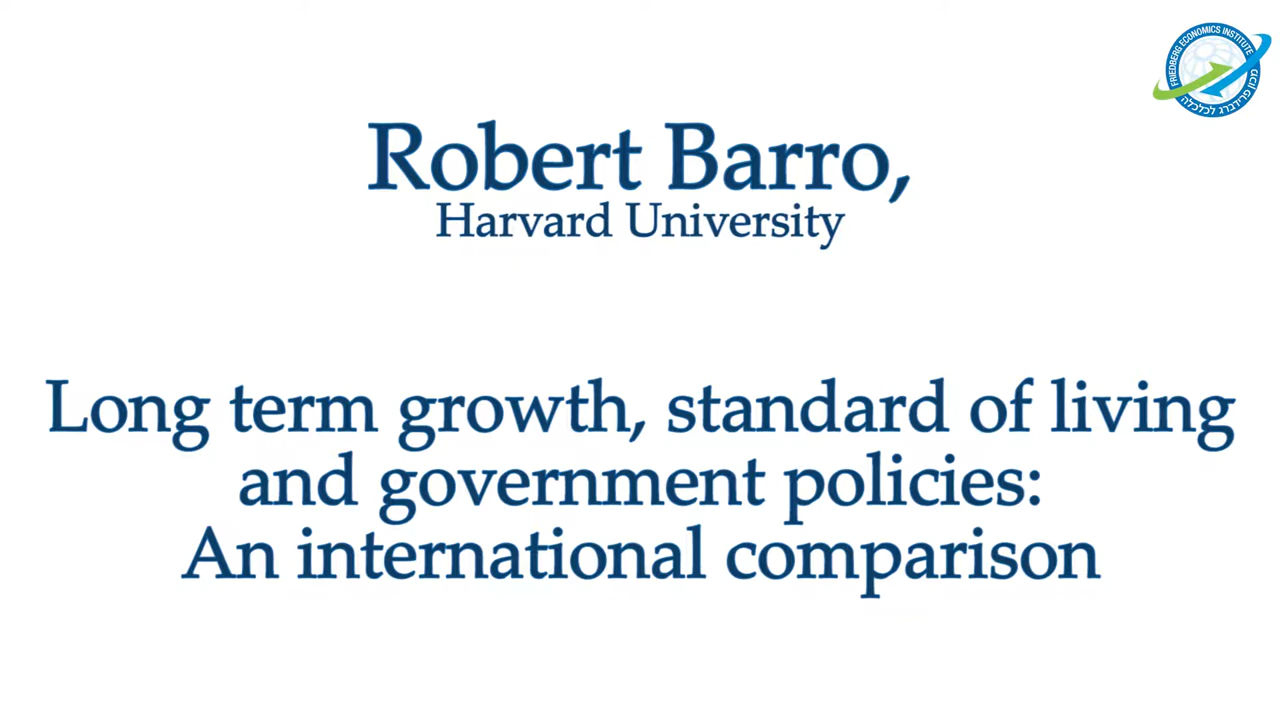 FRIEDBERG ECONOMICS INSTITUTE
מכון פרידברג לכלכלה
Robert Barro,
Harvard University
Long term growth, standard of living
and government policies:
An international comparison